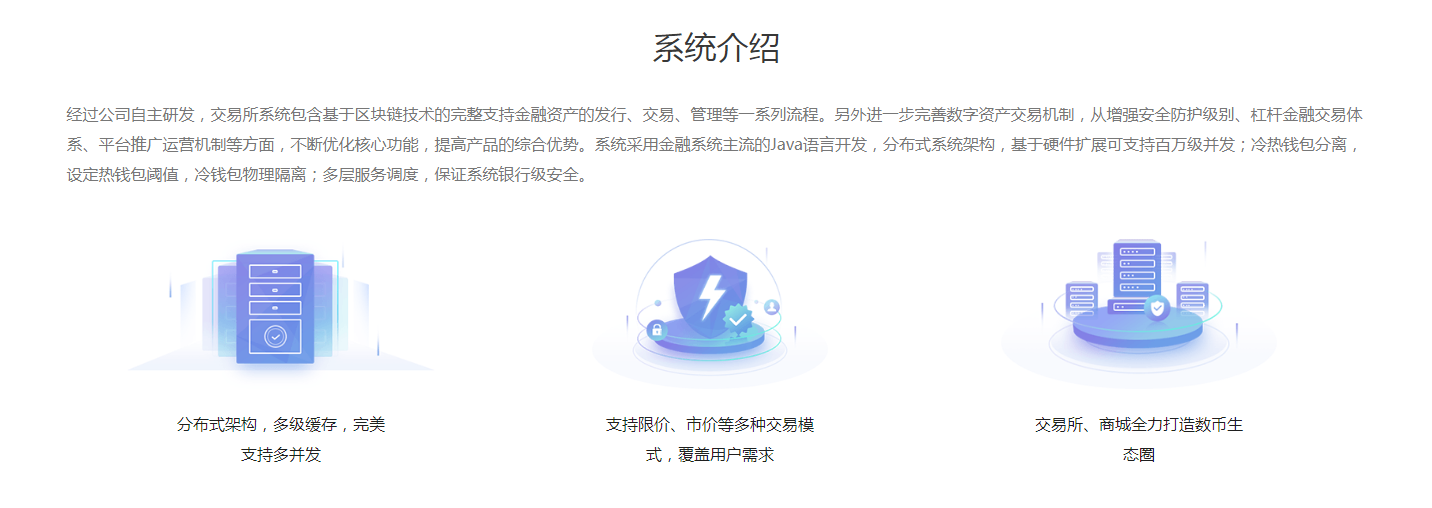 系统介绍
经过公司自主研发，交易所系统包含基于区块链技术的完整支持金融资产的发行、交易、管理等一系列流程。另外进一步完善数字资产交易机制，从增强安全防护级别、杠杆金融交易体
系、平台推广运营机制等方面，不断优化核心功能，提高产品的综合优势。系统采用金融系统主流的Java语言开发，分布式系统架构，基于硬件扩展可支持百万级并发；冷热钱包分离，
设定热钱包阈值，冷钱包物理隔离；多层服务调度，保证系统银行级安全。
分布式架构，多级缓存，完美
支持多并发
支持限价、市价等多种交易模
式，覆盖用户需求
交易所、商城全力打造数币生
态圈